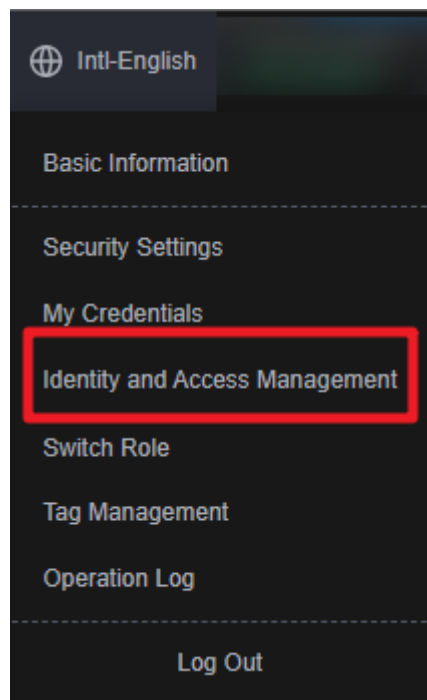 Intl-English
Basic Information
Security Settings
My Credentials
Identity and Access Management
Switch Role
Tag Management
Operation Log
Log Out